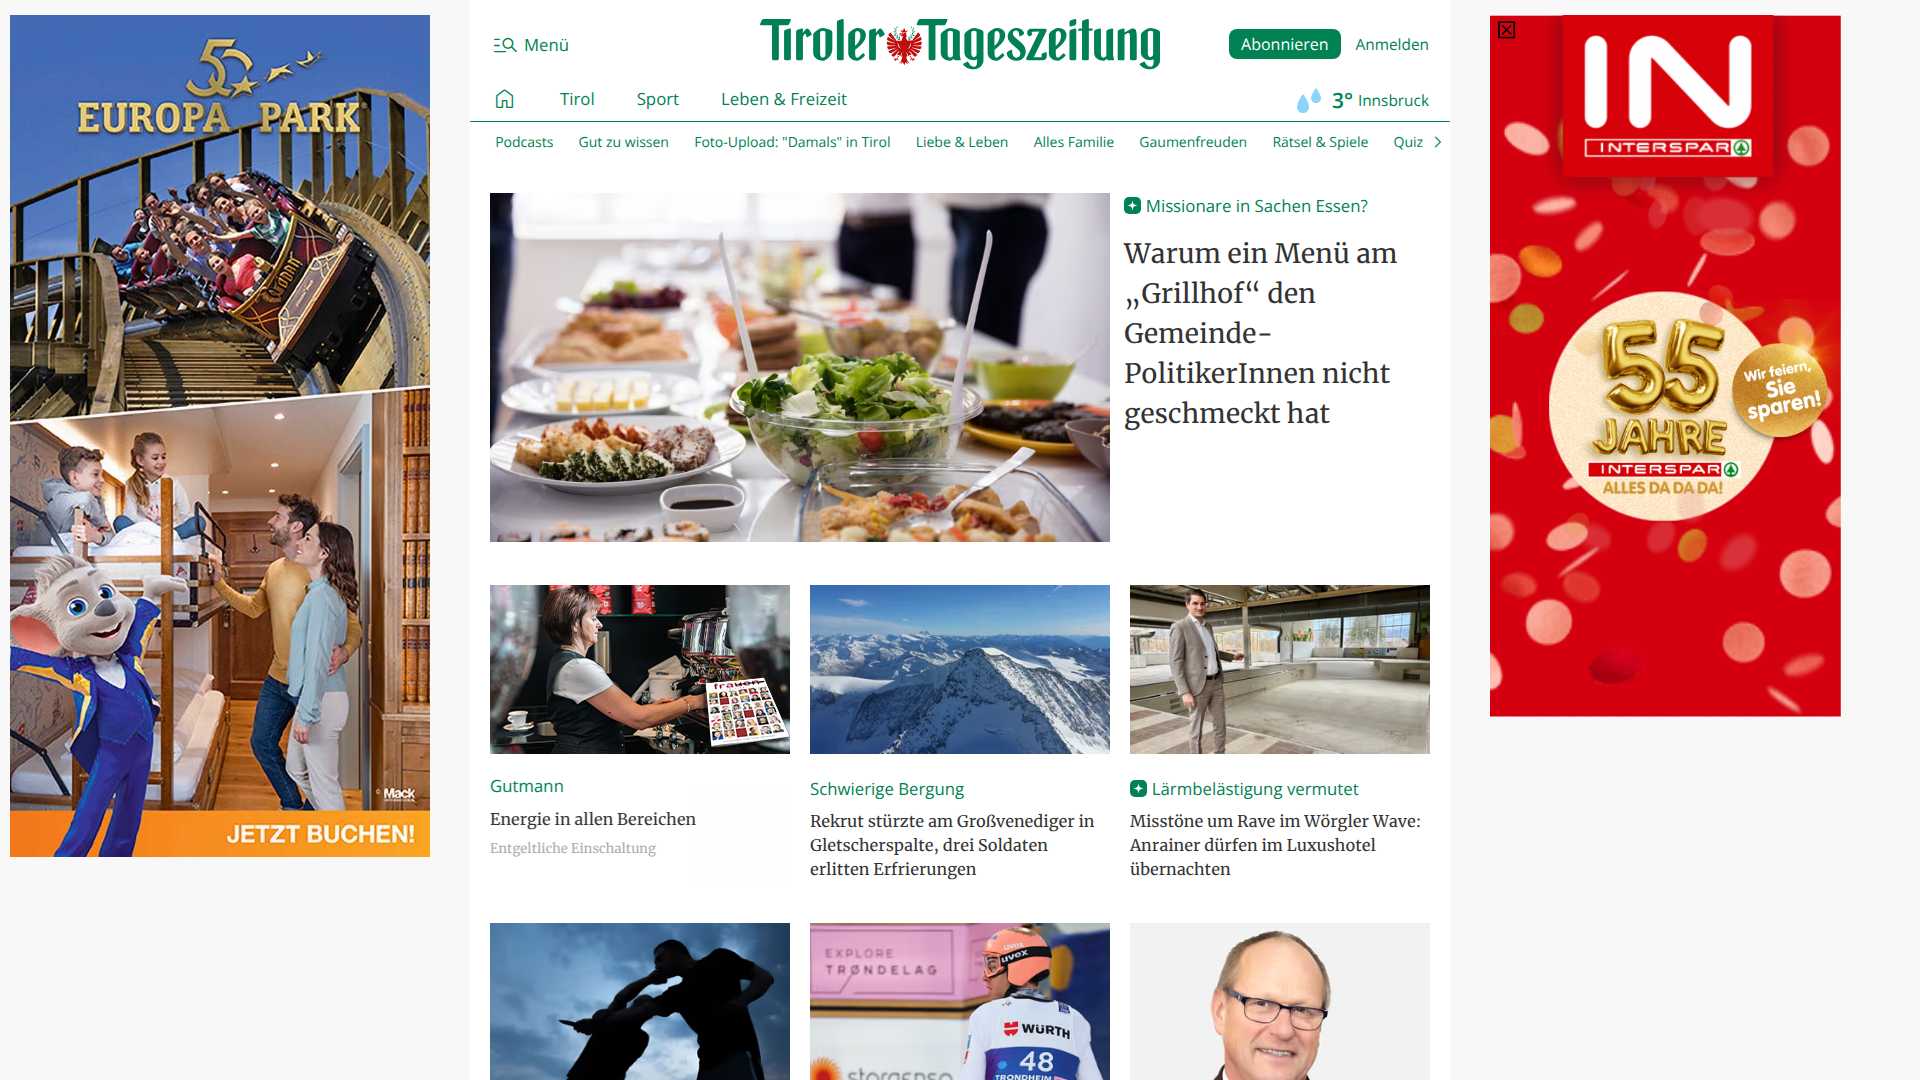 Menü
Tiroler Tageszeitung
Abonnieren
Anmelden
Tirol
Sport
Leben & Freizeit
3° Innsbruck
Podcasts
Gut zu wissen
Foto-Upload: "Damals" in Tirol
Liebe & Leben
Alles Familie
Gaumenfreuden
Rätsel & Spiele
Quiz
50
EUROPA PARK
WODAN
© Mack
JETZT BUCHEN!
Missionare in Sachen Essen?
Warum ein Menü am
„Grillhof“ den
Gemeinde-
PolitikerInnen nicht
geschmeckt hat
frauen
Gutmann
Energie in allen Bereichen
Entgeltliche Einschaltung
Schwierige Bergung
Rekrut stürzte am Großvenediger in
Gletscherspalte, drei Soldaten
erlitten Erfrierungen
Lärmbelästigung vermutet
Misstöne um Rave im Wörgler Wave:
Anrainer dürfen im Luxushotel
übernachten
EXPLORE
TRØNDELAG
uvex
WÜRTH
48
TRONDHEIM
storaenso
IN
INTERSPAR
55
JAHRE
INTERSPAR
ALLES DA DA DA!
Wir feiern,
Sie
sparen!